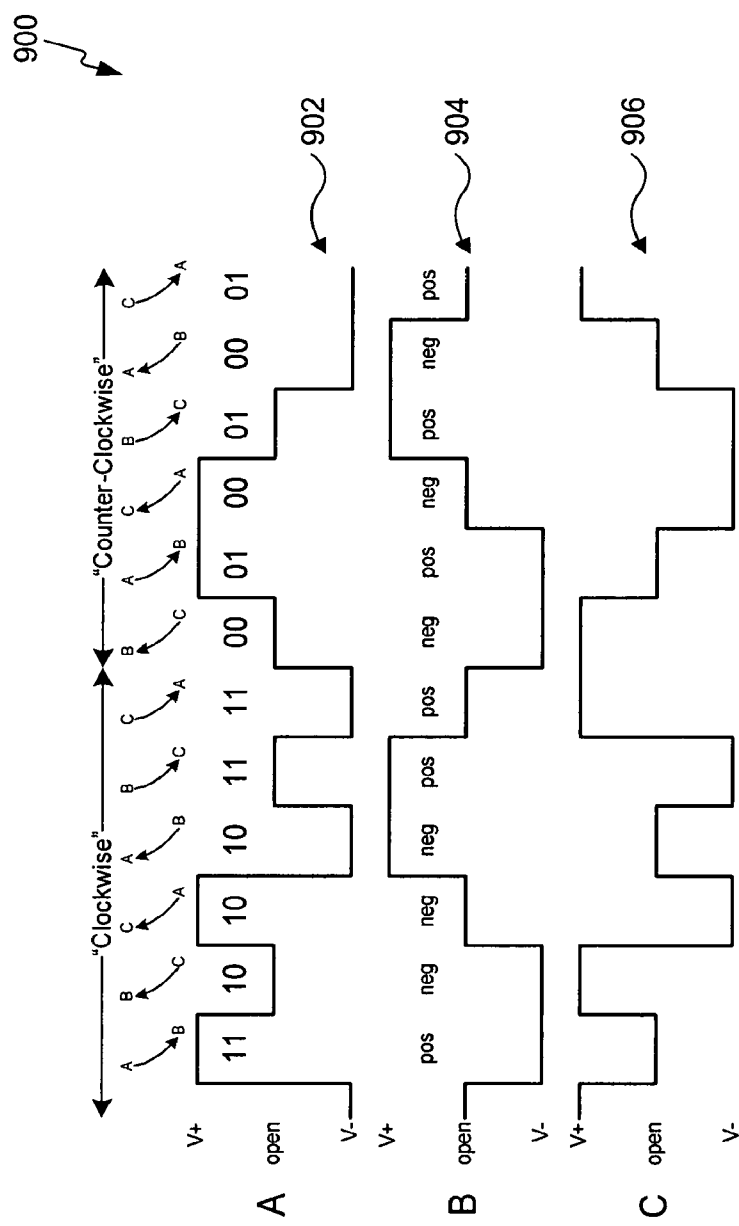 900
"Clockwise" "Counter-Clockwise"
A B C A B C B A C B A C
B C A B C A C B A C B A
V+
11 10 10 10 11 11 00 01 00 01 00 01
A open
V-
902
V+
pos neg neg neg pos pos neg pos neg pos neg pos
B open
V-
904
V+
C open
V-
906